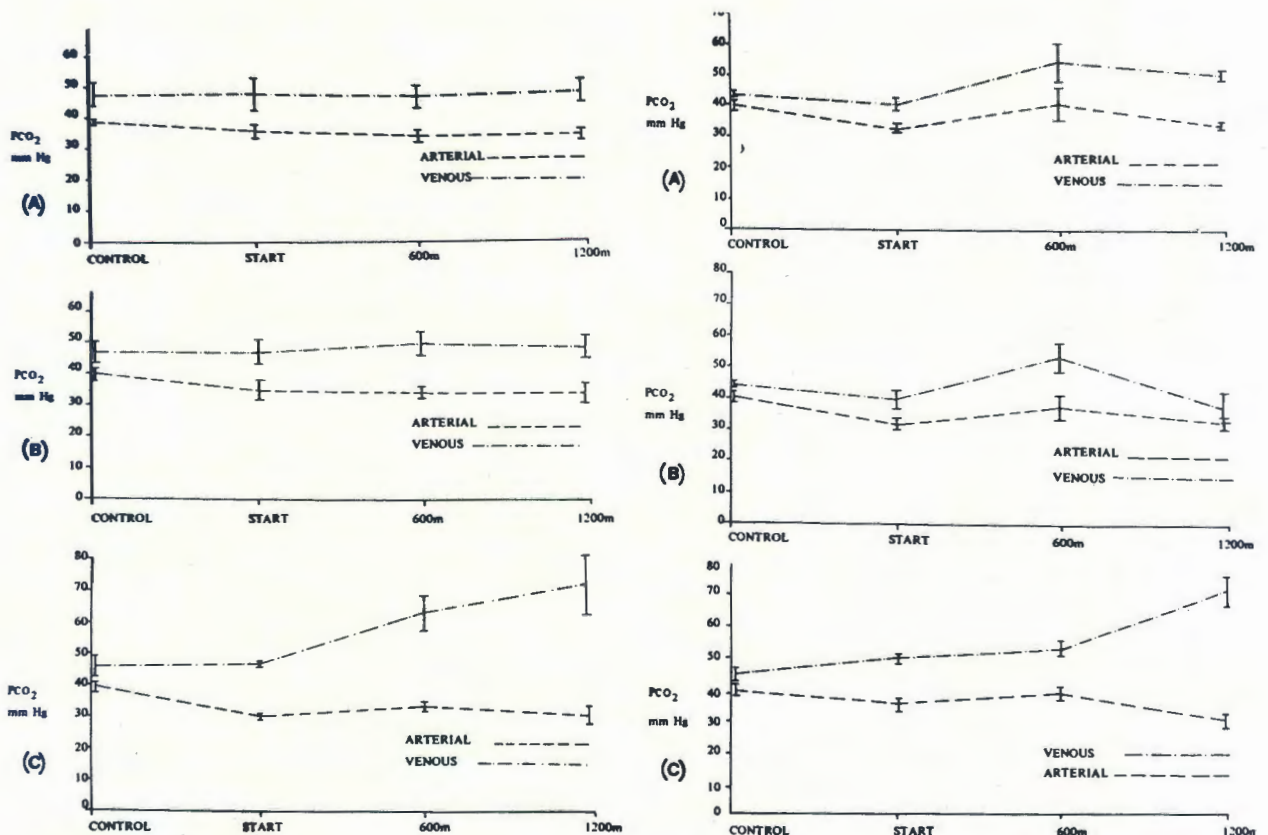 60
50
40
PCO2
mm Hg
30
ARTERIAL
VENOUS
20
(A)
10
0
CONTROL START 600m 1200m
60
50
40
PCO2
mm Hg
30
ARTERIAL
20
VENOUS
(B)
10
0
CONTROL START 600m 1200m
80
70
60
50
40
PCO2
mm Hg
30
ARTERIAL
20
VENOUS
(C)
10
0
CONTROL START 600m 1200m
70
60
50
40
PCO2
mm Hg
30
ARTERIAL
20
VENOUS
(A)
10
0
CONTROL START 600m 1200m
80
70
60
50
40
PCO2
mm Hg
30
ARTERIAL
20
VENOUS
(B)
10
0
CONTROL START 600m 1200m
80
70
60
50
40
PCO2
mm Hg
30
VENOUS
20
ARTERIAL
(C)
10
0
CONTROL START 600m 1200m